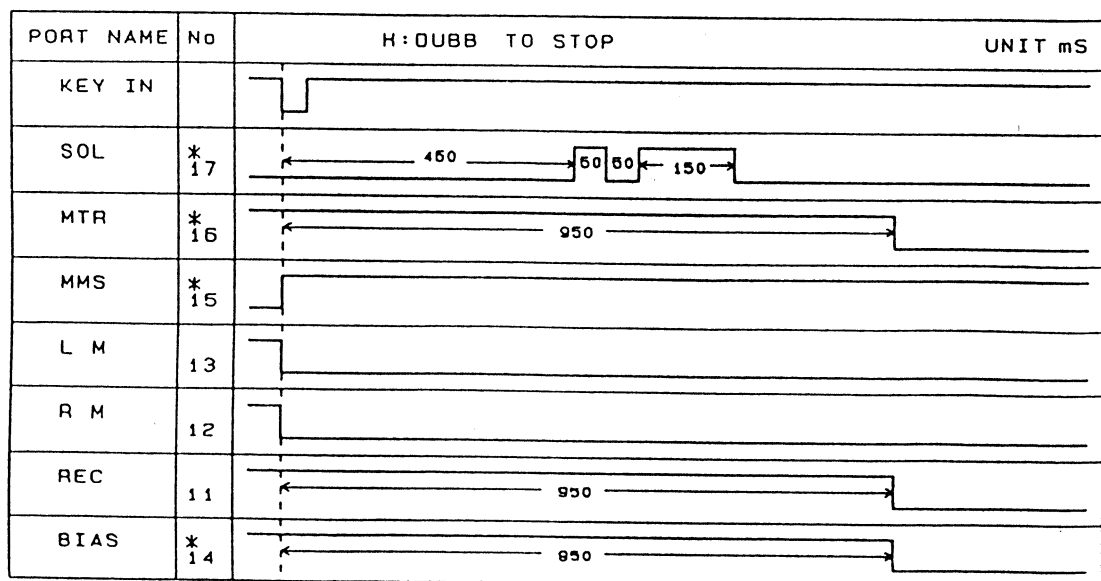 PORT NAME No H:DUBB TO STOP UNIT mS
KEY IN
SOL * 17 450 50 50 150
MTR * 16 950
MMS * 15
L M 13
R M 12
REC 11 950
BIAS * 14 950